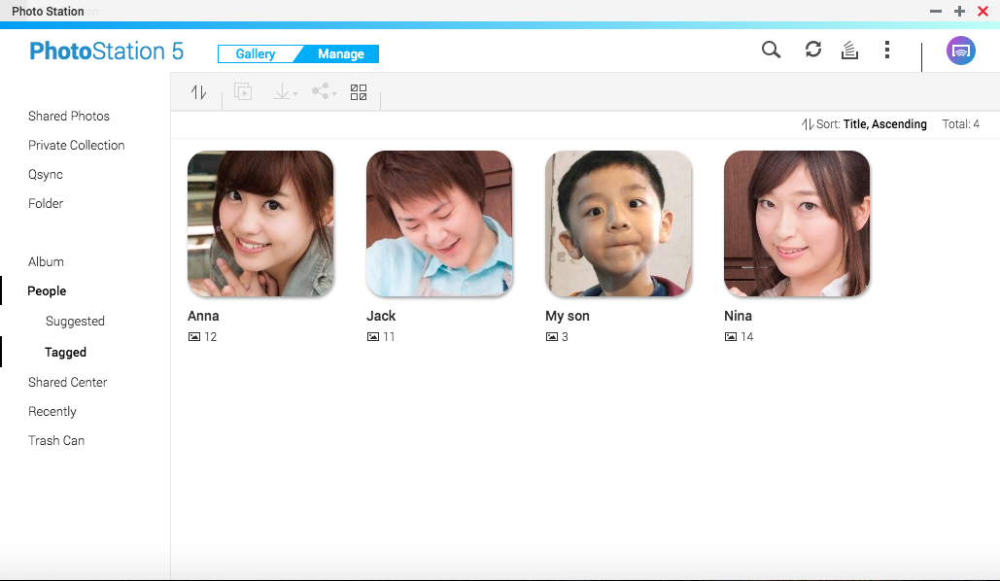 Photo Station
PhotoStation 5
Gallery
Manage
Sort: Title, Ascending
Total: 4
Shared Photos
Private Collection
Qsync
Folder
Album
People
Suggested
Tagged
Shared Center
Recently
Trash Can
Anna
12
Jack
11
My son
3
Nina
14